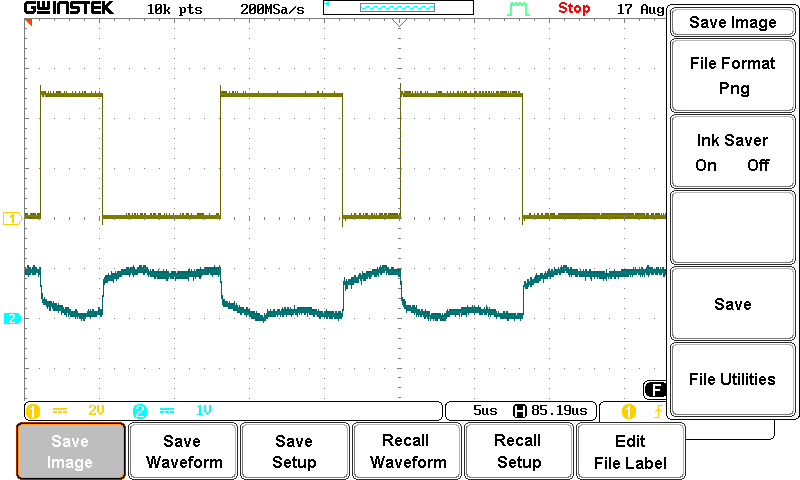 GWINSTEK 10k pts 200MSa/s Stop 17 Aug
Save Image
File Format
Png
Ink Saver
On Off
1
Save
2
File Utilities
F
1 2V 2 1V 5us H 85.19us 1
Save Image
Save Waveform
Save Setup
Recall Waveform
Recall Setup
Edit File Label